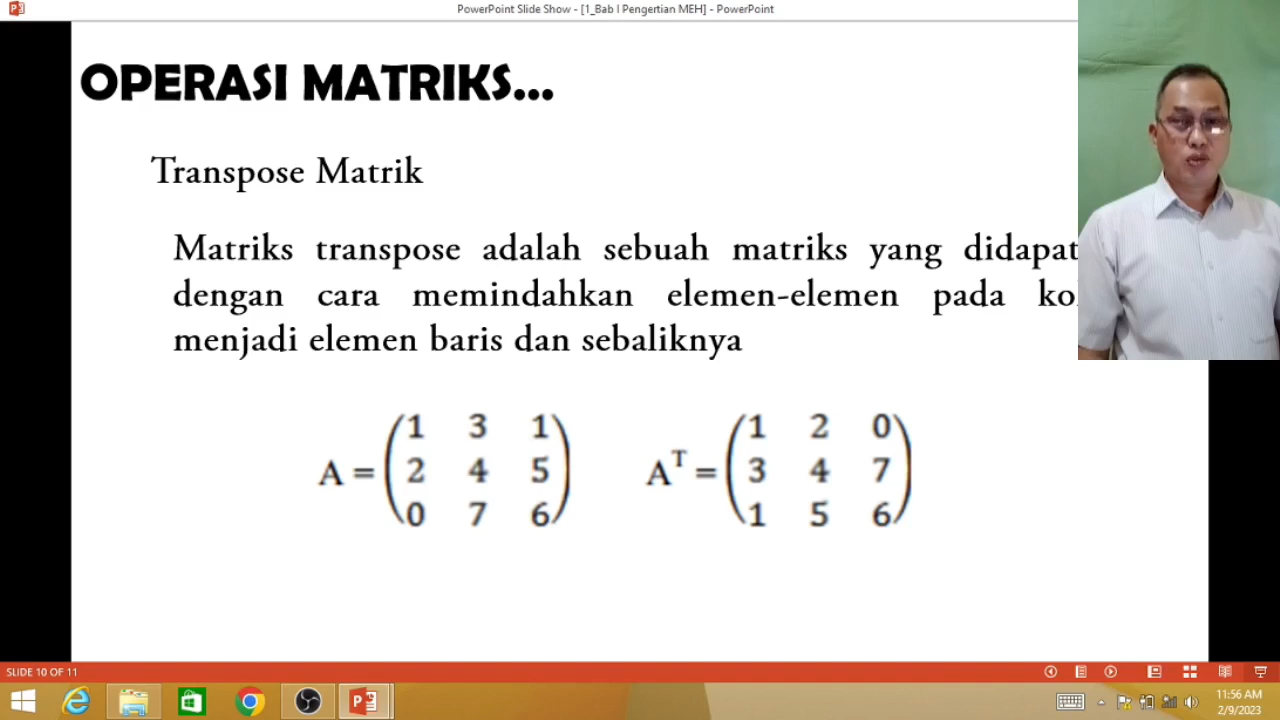 PowerPoint Slide Show - [1_Bab I Pengertian MEH] - PowerPoint
OPERASI MATRIKS...
Transpose Matrik
Matriks transpose adalah sebuah matriks yang didapat
dengan cara memindahkan elemen-elemen pada
menjadi elemen baris dan sebaliknya
A = (1 3 1
2 4 5
0 7 6)
Aᵀ = (1 2 0
3 4 7
1 5 6)
SLIDE 10 OF 11
11:56 AM
2/9/2023